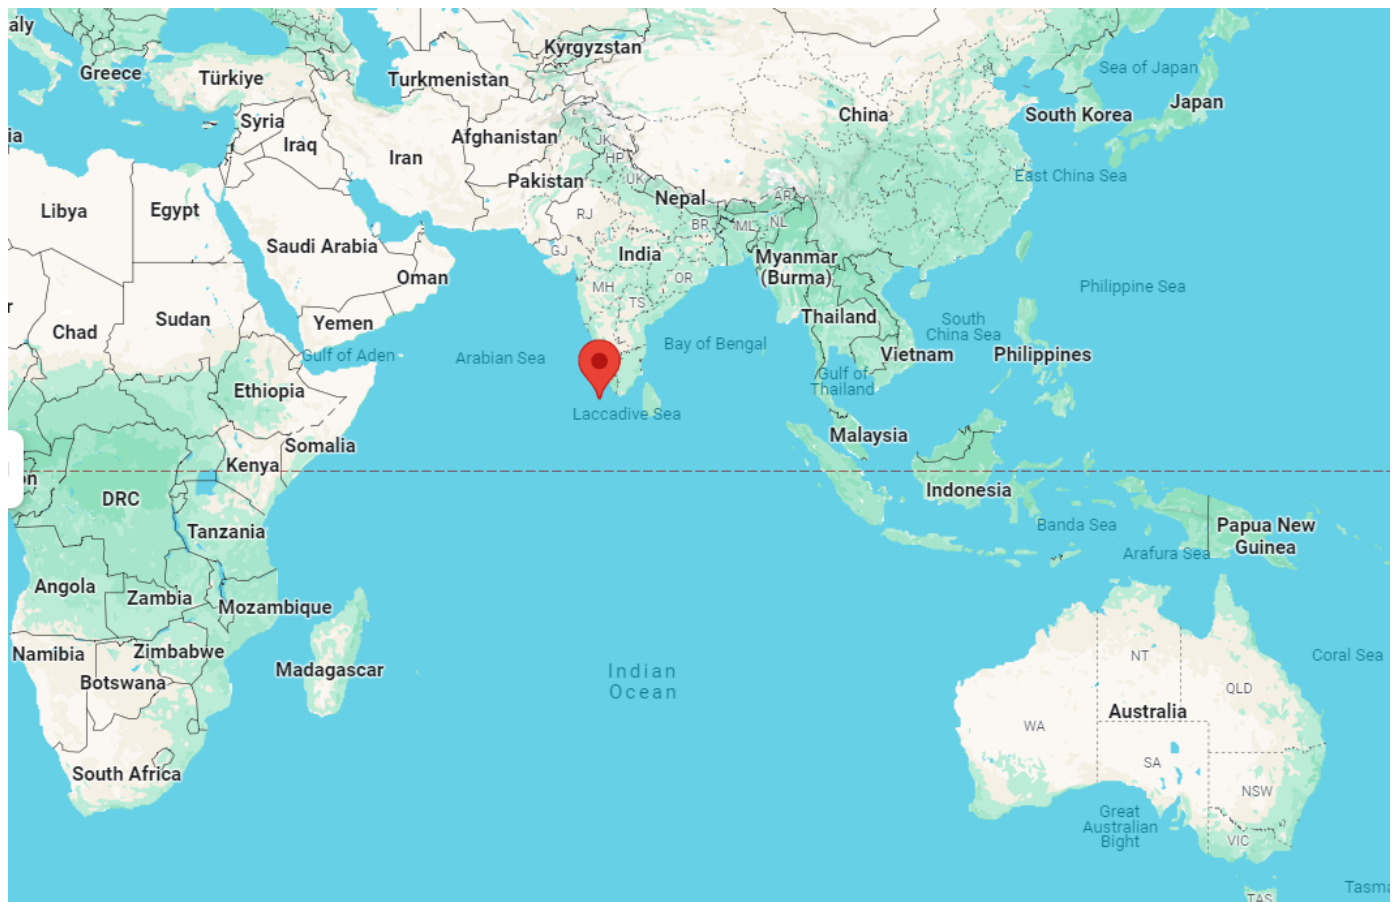 aly
Greece
Türkiye
Kyrgyzstan
Turkmenistan
Sea of Japan
Japan
South Korea
China
Syria
Iraq
Iran
Afghanistan
ia
JK
HP
UK
Pakistan
Nepal
AR
East China Sea
Libya
Egypt
RJ
BR
ML
NL
Saudi Arabia
GJ
India
Myanmar
(Burma)
Oman
MH
OR
TS
Philippine Sea
r
Chad
Sudan
Yemen
Thailand
South
China Sea
Gulf of Aden
Arabian Sea
Bay of Bengal
Vietnam
Philippines
Gulf of
Thailand
Ethiopia
Laccadive Sea
Somalia
Malaysia
Kenya
on
DRC
Indonesia
Tanzania
Banda Sea
Papua New
Guinea
Arafura Sea
Angola
Zambia
Mozambique
Namibia
Zimbabwe
Botswana
Madagascar
Indian
Ocean
NT
Coral Sea
QLD
WA
Australia
South Africa
SA
NSW
Great
Australian
Bight
VIC
Tasma
TAS